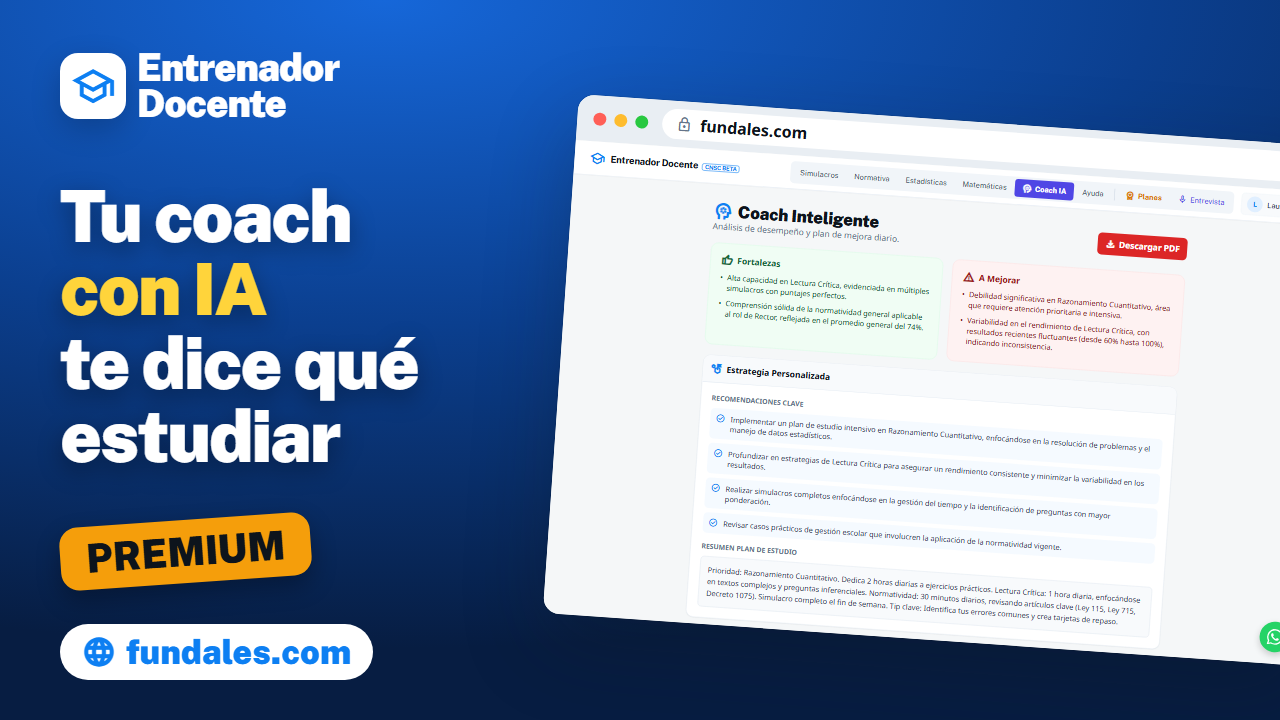 Entrenador
Docente
Tu coach
con IA
te dice qué
estudiar
PREMIUM
fundales.com
fundales.com
Entrenador Docente CNSC BETA
Simulacros Normativa Estadísticas Matemáticas Coach IA Ayuda Planes Entrevista L Lau
Coach Inteligente
Análisis de desempeño y plan de mejora diario.
Descargar PDF
Fortalezas
• Alta capacidad en Lectura Crítica, evidenciada en múltiples
simulacros con puntajes perfectos.
• Comprensión sólida de la normatividad general aplicable
al rol de Rector, reflejada en el promedio general del 74%.
A Mejorar
• Debilidad significativa en Razonamiento Cuantitativo, área
que requiere atención prioritaria e intensiva.
• Variabilidad en el rendimiento de Lectura Crítica, con
resultados recientes fluctuantes (desde 60% hasta 100%),
indicando inconsistencia.
Estrategia Personalizada
RECOMENDACIONES CLAVE
Implementar un plan de estudio intensivo en Razonamiento Cuantitativo, enfocándose en la resolución de problemas y el
manejo de datos estadísticos.
Profundizar en estrategias de Lectura Crítica para asegurar un rendimiento consistente y minimizar la variabilidad en los
resultados.
Realizar simulacros completos enfocándose en la gestión del tiempo y la identificación de preguntas con mayor
ponderación.
Revisar casos prácticos de gestión escolar que involucren la aplicación de la normatividad vigente.
RESUMEN PLAN DE ESTUDIO
Prioridad: Razonamiento Cuantitativo. Dedica 2 horas diarias a ejercicios prácticos. Lectura Crítica: 1 hora diaria, enfocándose
en textos complejos y preguntas inferenciales. Normatividad: 30 minutos diarios, revisando artículos clave (Ley 115, Ley 715,
Decreto 1075). Simulacro completo el fin de semana. Tip clave: Identifica tus errores comunes y crea tarjetas de repaso.